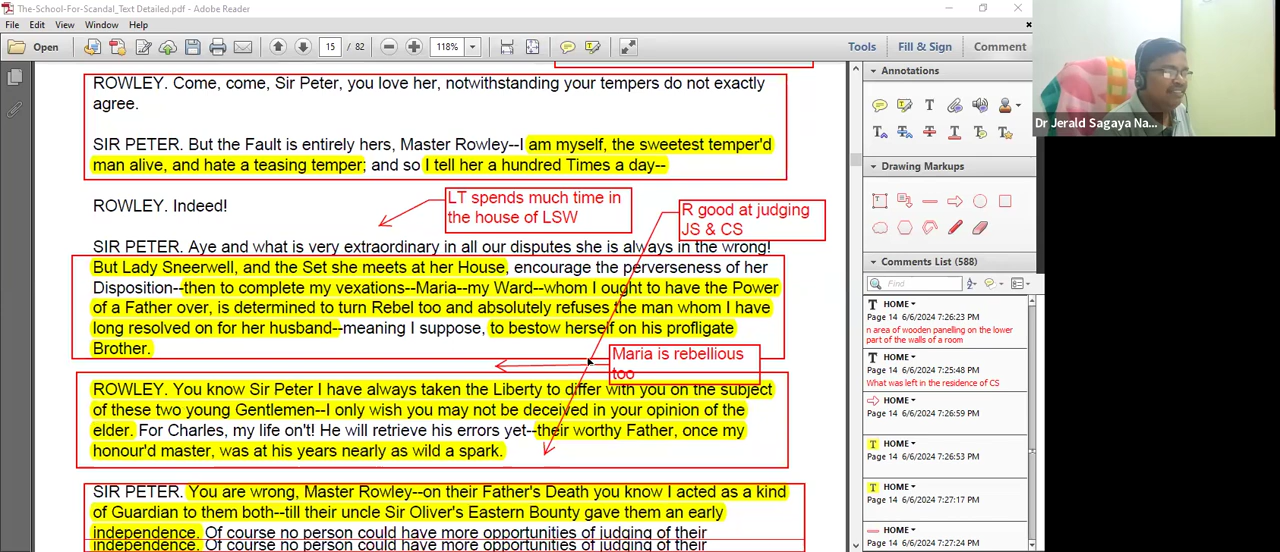 The-School-For-Scandal_Text Detailed.pdf - Adobe Reader
File Edit View Window Help
Open 15 / 82 118% Tools Fill & Sign Comment
ROWLEY. Come, come, Sir Peter, you love her, notwithstanding your tempers do not exactly
agree.
SIR PETER. But the Fault is entirely hers, Master Rowley--I am myself, the sweetest temper'd
man alive, and hate a teasing temper; and so I tell her a hundred Times a day--
LT spends much time in
the house of LSW
ROWLEY. Indeed!
R good at judging
JS & CS
SIR PETER. Aye and what is very extraordinary in all our disputes she is always in the wrong!
But Lady Sneerwell, and the Set she meets at her House, encourage the perverseness of her
Disposition--then to complete my vexations--Maria--my Ward--whom I ought to have the Power
of a Father over, is determined to turn Rebel too and absolutely refuses the man whom I have
long resolved on for her husband--meaning I suppose, to bestow herself on his profligate
Brother.
Maria is rebellious
too
ROWLEY. You know Sir Peter I have always taken the Liberty to differ with you on the subject
of these two young Gentlemen--I only wish you may not be deceived in your opinion of the
elder. For Charles, my life on't! He will retrieve his errors yet--their worthy Father, once my
honour'd master, was at his years nearly as wild a spark.
SIR PETER. You are wrong, Master Rowley--on their Father's Death you know I acted as a kind
of Guardian to them both--till their uncle Sir Oliver's Eastern Bounty gave them an early
independence. Of course no person could have more opportunities of judging of their
independence. Of course no person could have more opportunities of judging of their
Annotations
Drawing Markups
Comments List (588)
Find
HOME
Page 14 6/6/2024 7:26:23 PM
n area of wooden panelling on the lower
part of the walls of a room
HOME
Page 14 6/6/2024 7:25:48 PM
What was left in the residence of CS
HOME
Page 14 6/6/2024 7:26:59 PM
HOME
Page 14 6/6/2024 7:26:53 PM
HOME
Page 14 6/6/2024 7:27:17 PM
HOME
Page 14 6/6/2024 7:27:24 PM
Dr Jerald Sagaya Na...